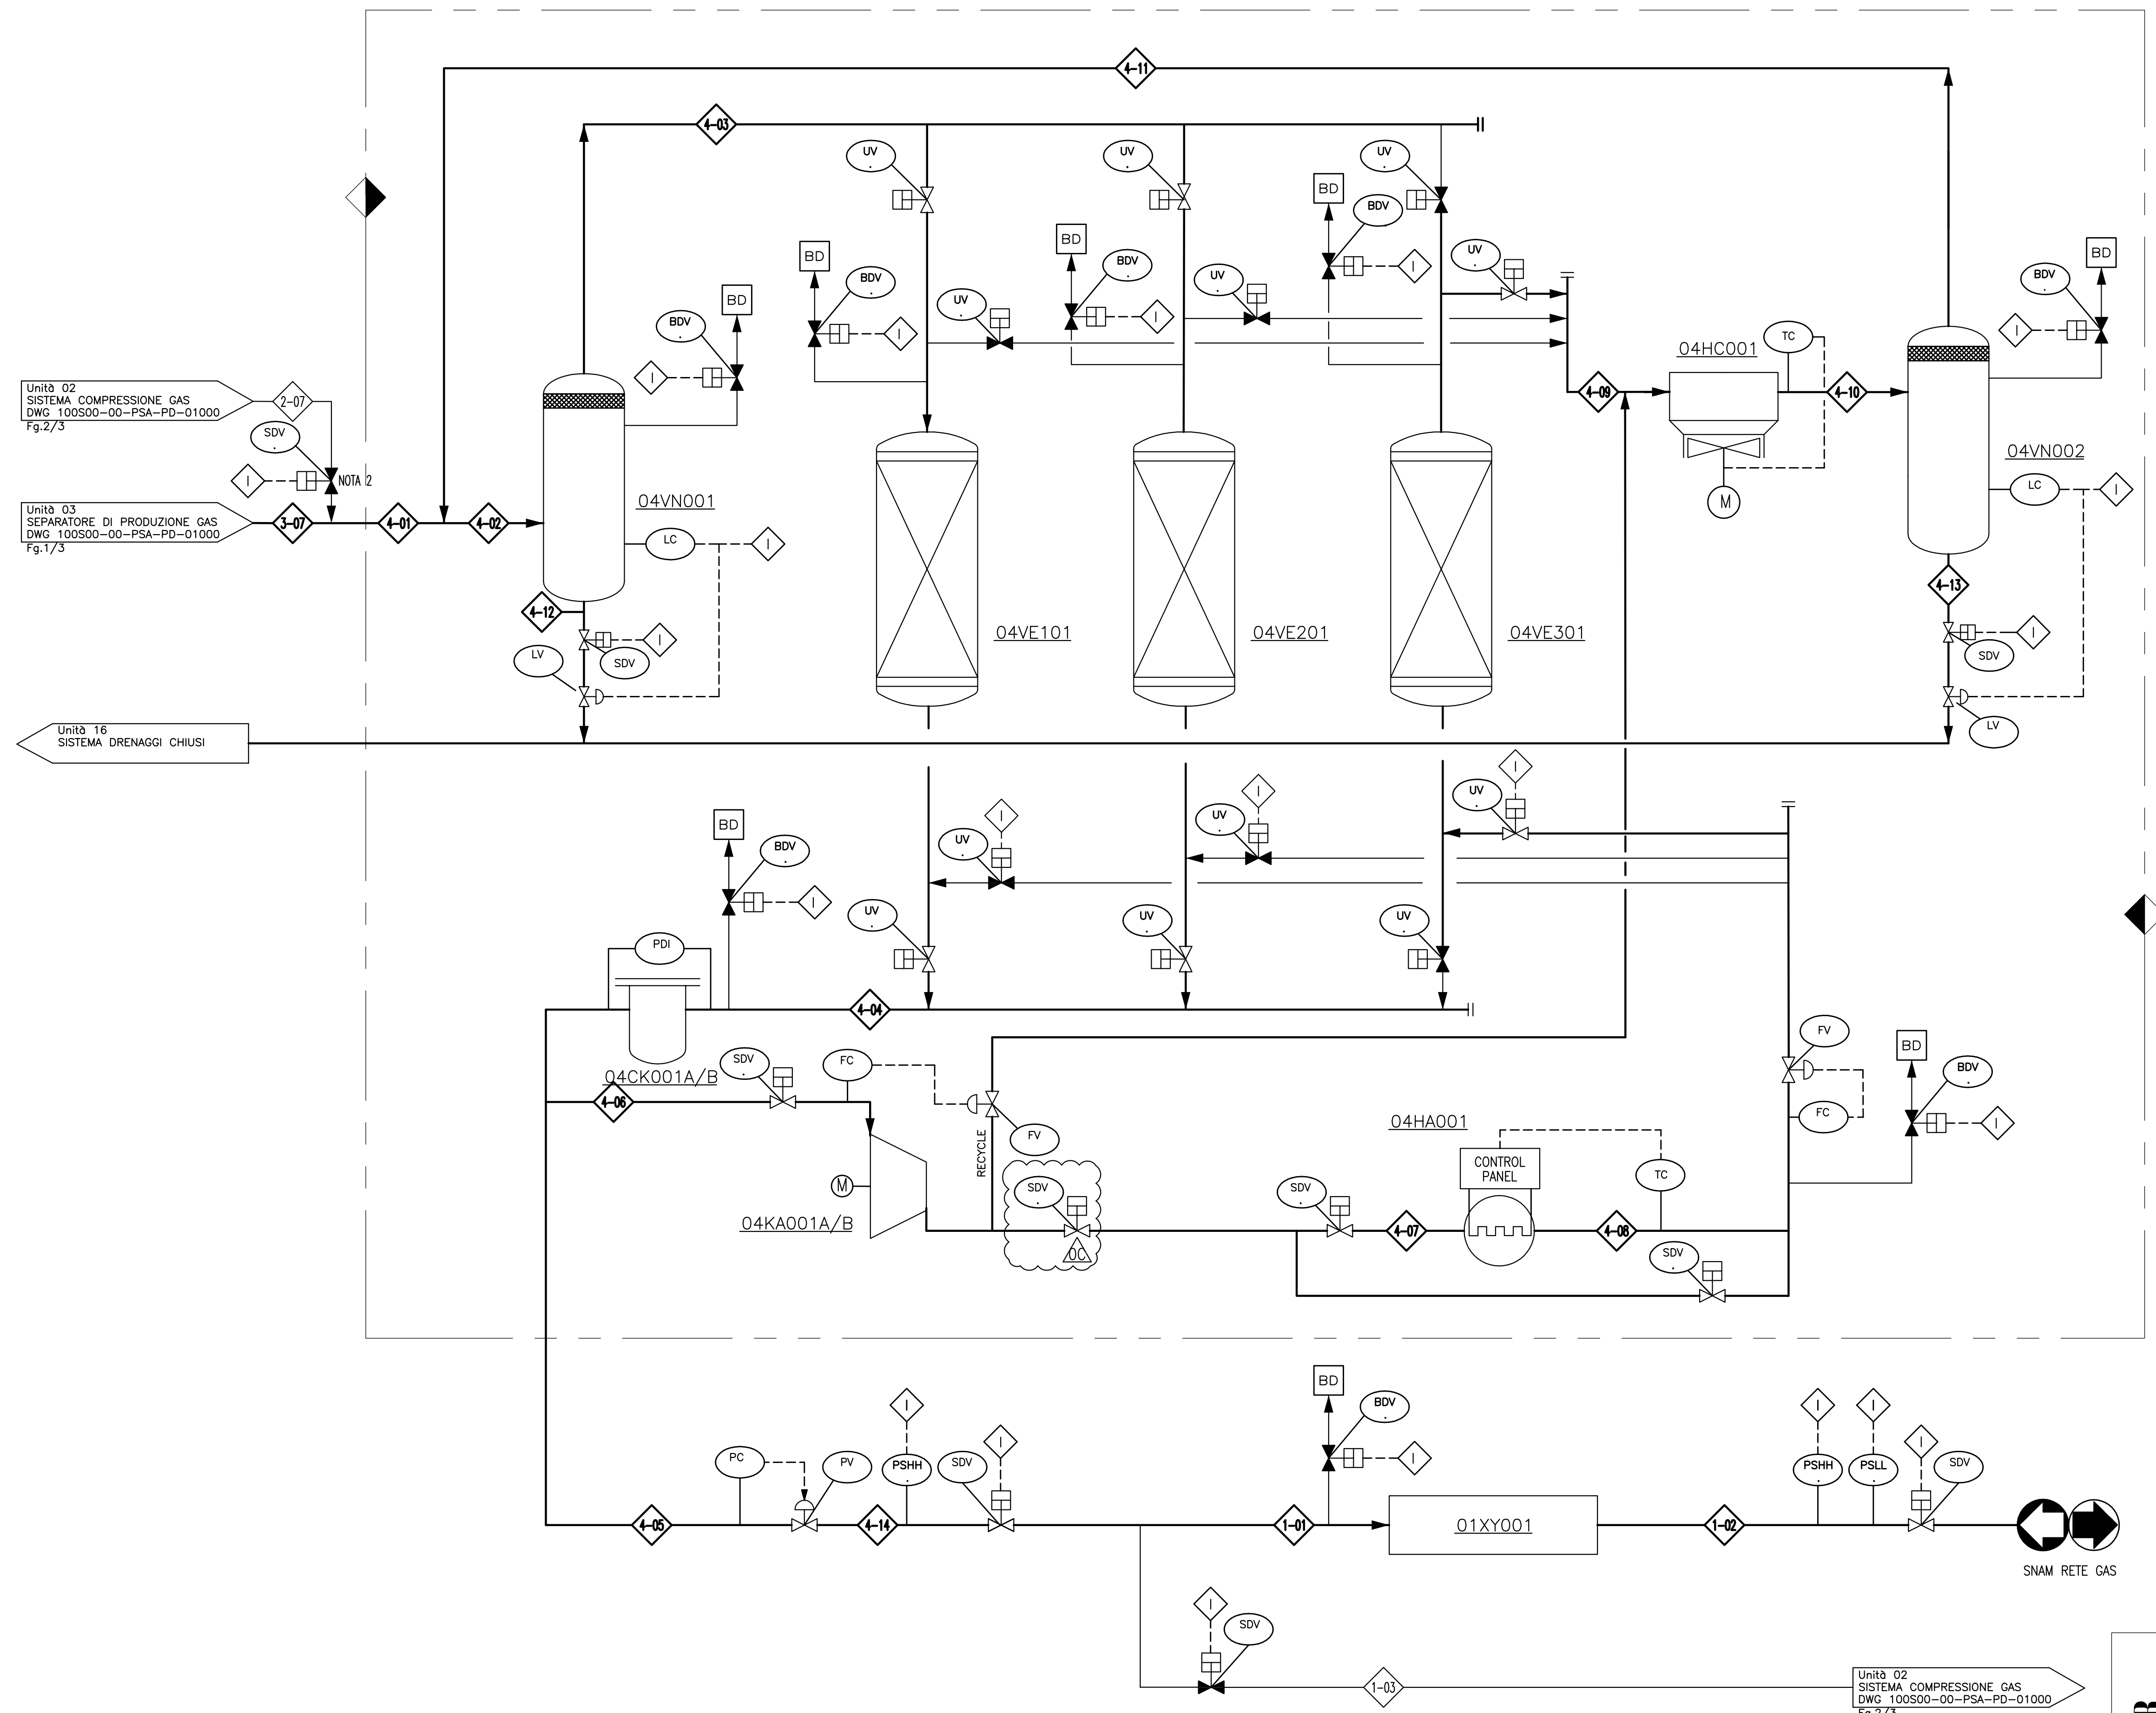 4-11
4-03
UV
UV
UV
BD
BDV
I
UV
BD
BDV
I
UV
BD
BDV
I
UV
BD
BDV
I
BD
BDV
I
04HC001
TC
4-09
4-10
M
Unità 02
SISTEMA COMPRESSIONE GAS
DWG 100S00-00-PSA-PD-01000
Fg.2/3
2-07
SDV
I
NOTA 2
Unità 03
SEPARATORE DI PRODUZIONE GAS
DWG 100S00-00-PSA-PD-01000
Fg.1/3
3-07
4-01
4-02
04VN001
LC
I
4-12
I
SDV
LV
04VE101
04VE201
04VE301
04VN002
LC
I
4-13
I
SDV
LV
Unità 16
SISTEMA DRENAGGI CHIUSI
BD
BDV
I
I
UV
I
UV
I
UV
UV
UV
UV
PDI
4-04
04CK001A/B
SDV
FC
4-06
FV
RECYCLE
M
04KA001A/B
SDV
0C
04HA001
CONTROL
PANEL
TC
SDV
4-07
4-08
SDV
FV
FC
BD
BDV
I
BD
BDV
I
PC
PV
I
PSHH
SDV
I
4-05
4-14
1-01
01XY001
1-02
I
PSHH
I
PSLL
I
SDV
SNAM RETE GAS
I
SDV
1-03
Unità 02
SISTEMA COMPRESSIONE GAS
DWG 100S00-00-PSA-PD-01000
Fg.2/3